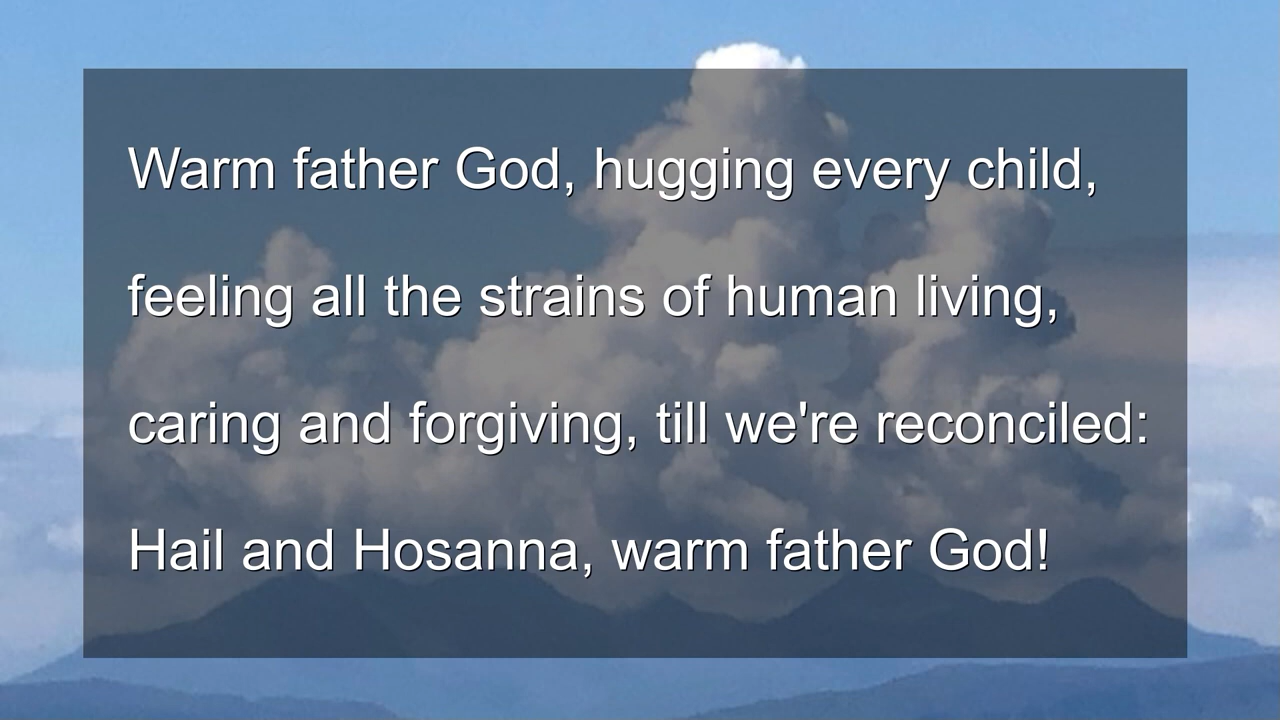 Warm father God, hugging every child,
feeling all the strains of human living,
caring and forgiving, till we're reconciled:
Hail and Hosanna, warm father God!